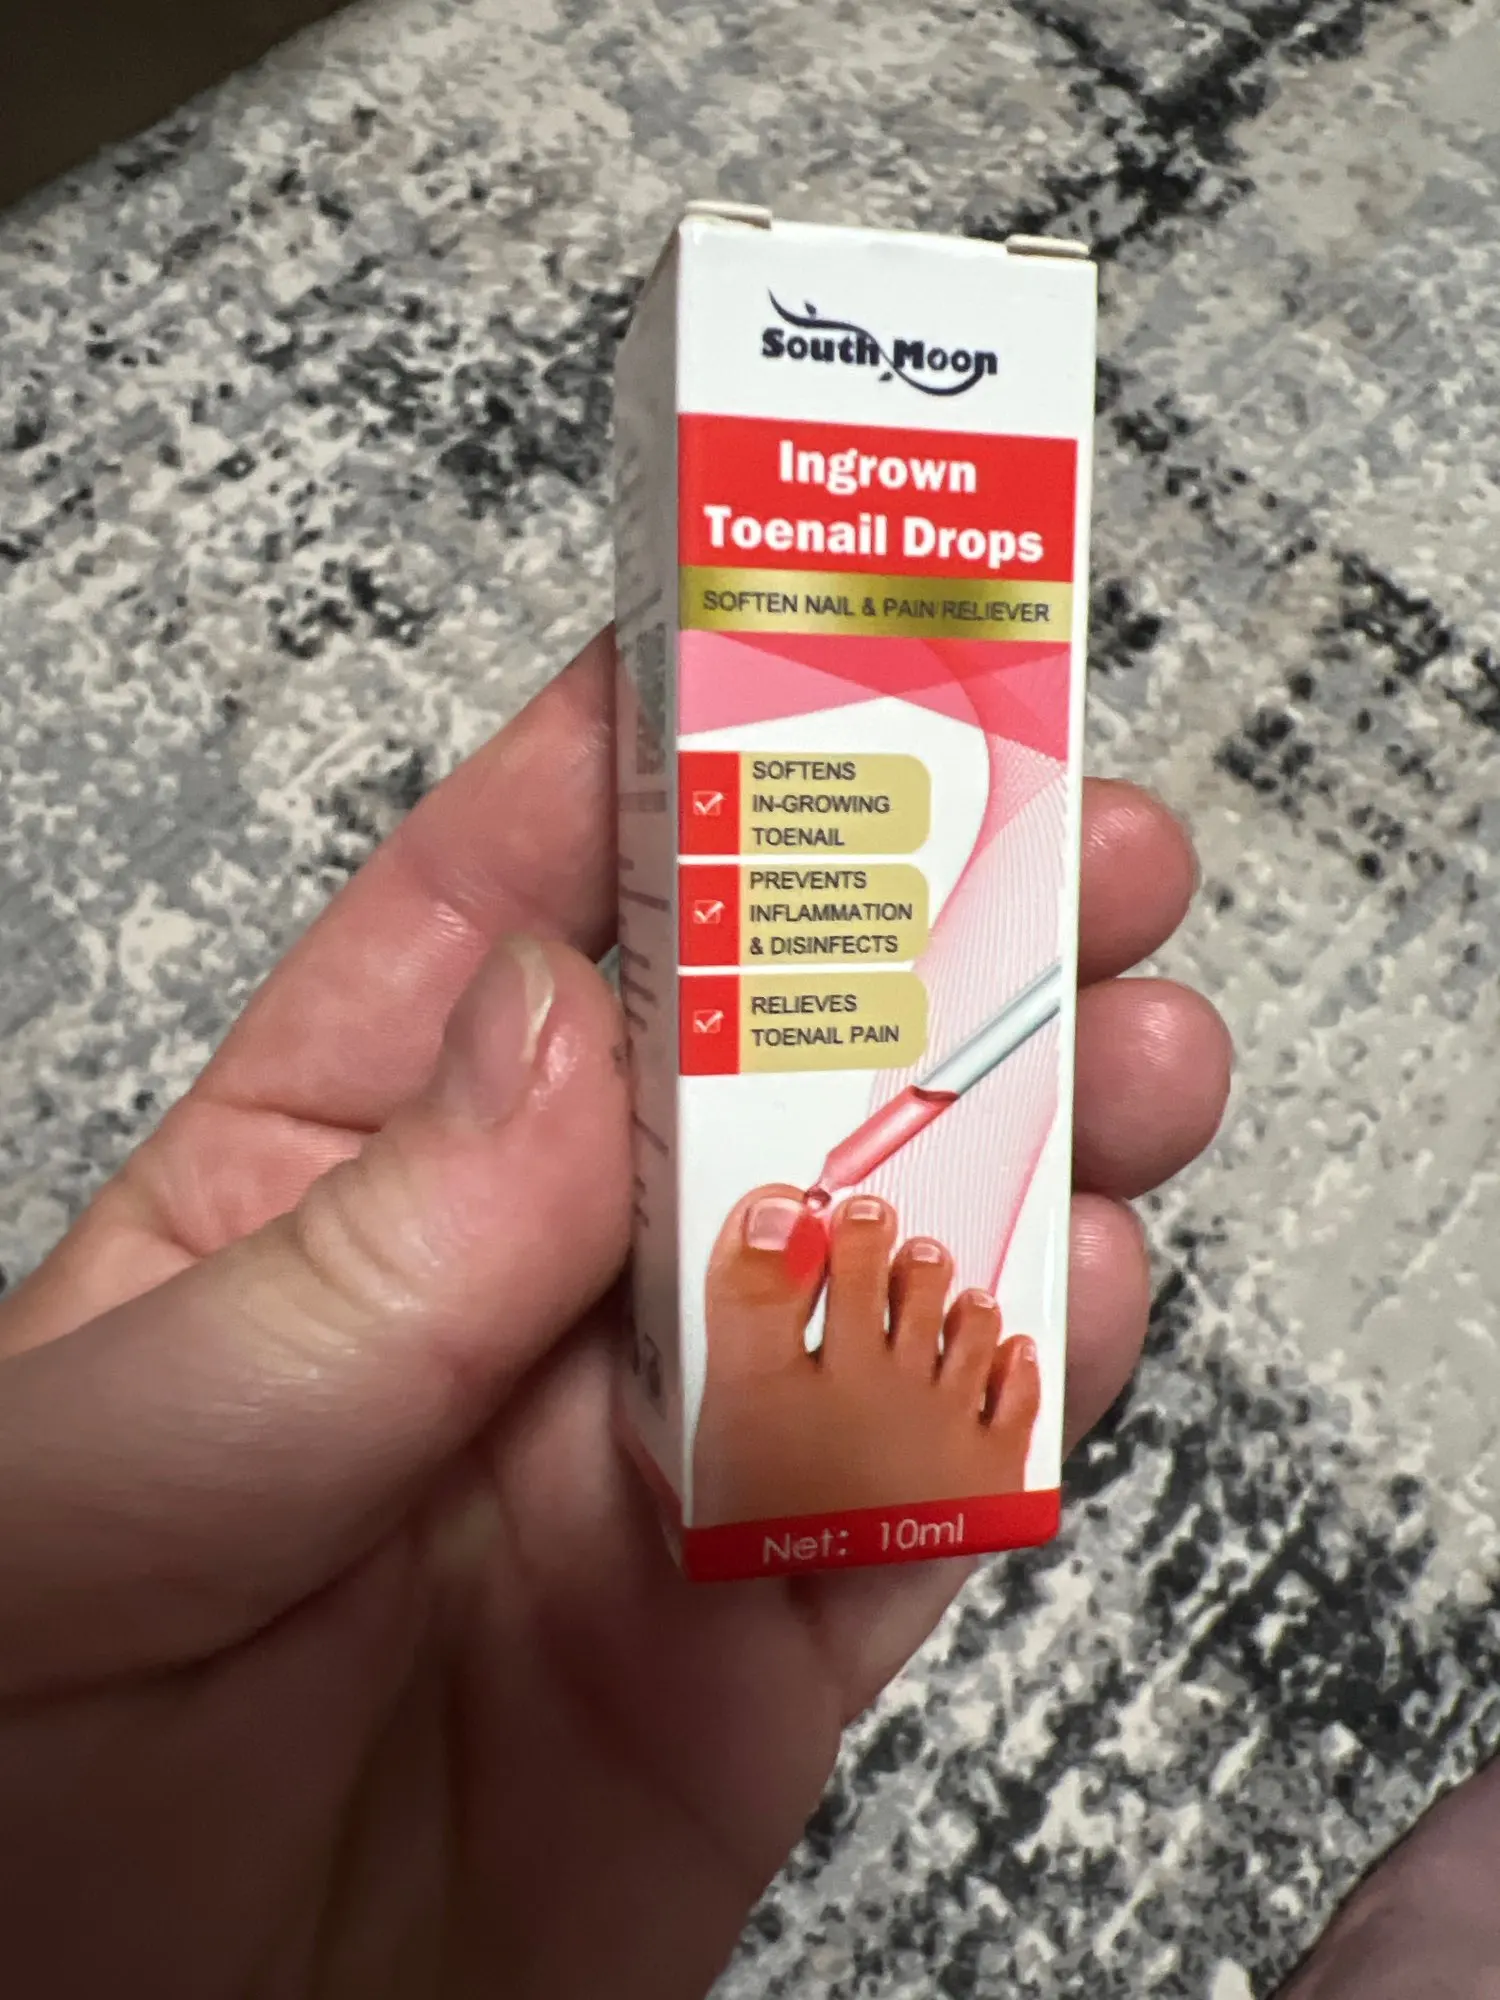 South Moon
Ingrown
Toenail Drops
SOFTEN NAIL & PAIN RELIEVER
SOFTENS
IN-GROWING
TOENAIL
PREVENTS
INFLAMMATION
& DISINFECTS
RELIEVES
TOENAIL PAIN
Net: 10ml